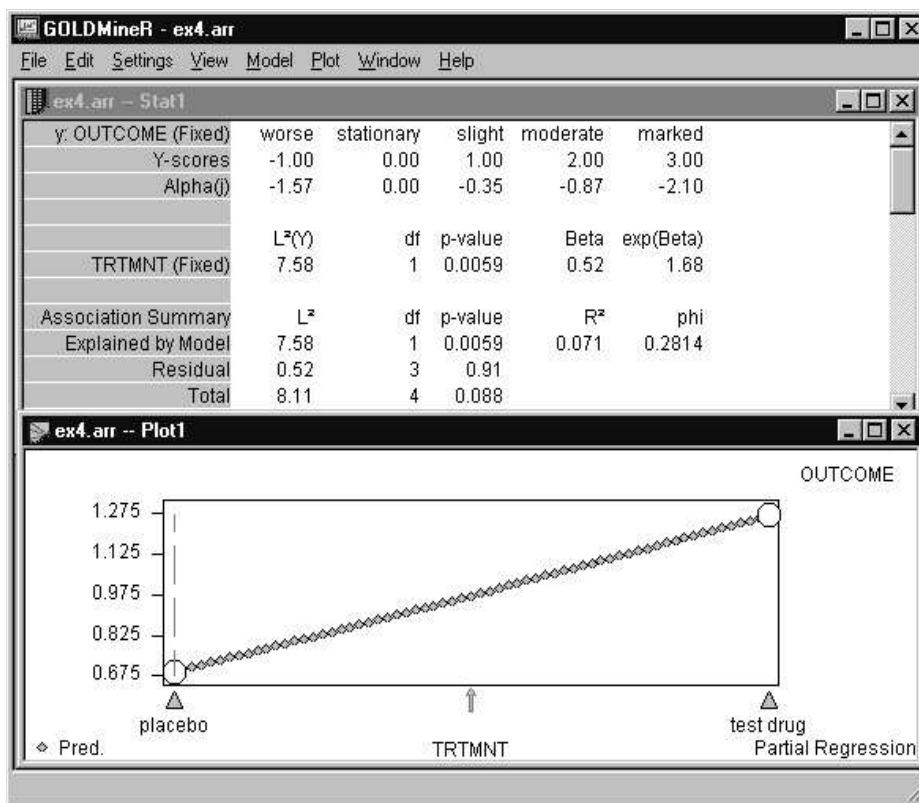 GOLDMineR - ex4.arr
File Edit Settings View Model Plot Window Help
ex4.arr -- Stat1
y: OUTCOME (Fixed) worse stationary slight moderate marked
Y-scores -1.00 0.00 1.00 2.00 3.00
Alpha(j) -1.57 0.00 -0.35 -0.87 -2.10
L²(Y) df p-value Beta exp(Beta)
TRTMNT (Fixed) 7.58 1 0.0059 0.52 1.68
Association Summary L² df p-value R² phi
Explained by Model 7.58 1 0.0059 0.071 0.2814
Residual 0.52 3 0.91
Total 8.11 4 0.088
ex4.arr -- Plot1
OUTCOME
1.275
1.125
0.975
0.825
0.675
placebo test drug
Pred. TRTMNT Partial Regression